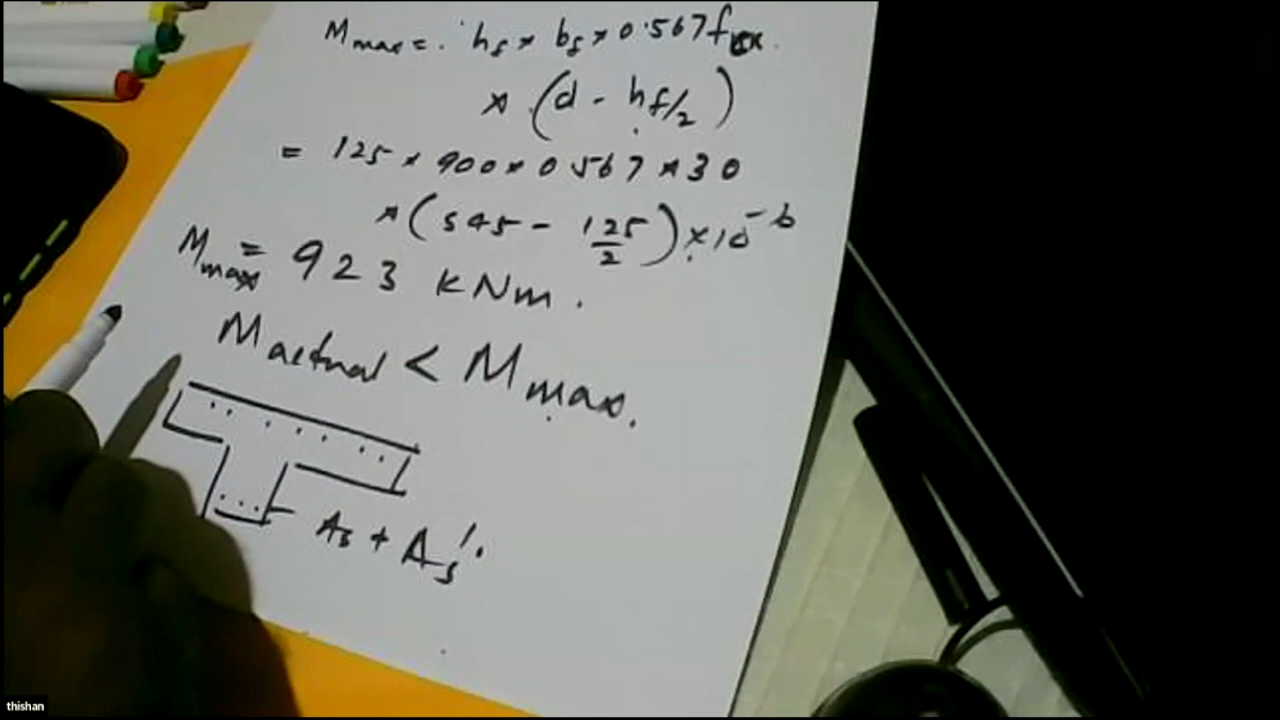 Mmax = hf × bf × 0.567fck
× (d - hf/2)
= 125 × 900 × 0.567 × 30
× (545 - 125/2) × 10^-6
Mmax = 923 kNm.
Mactual < Mmax.
As + As'.
thishan